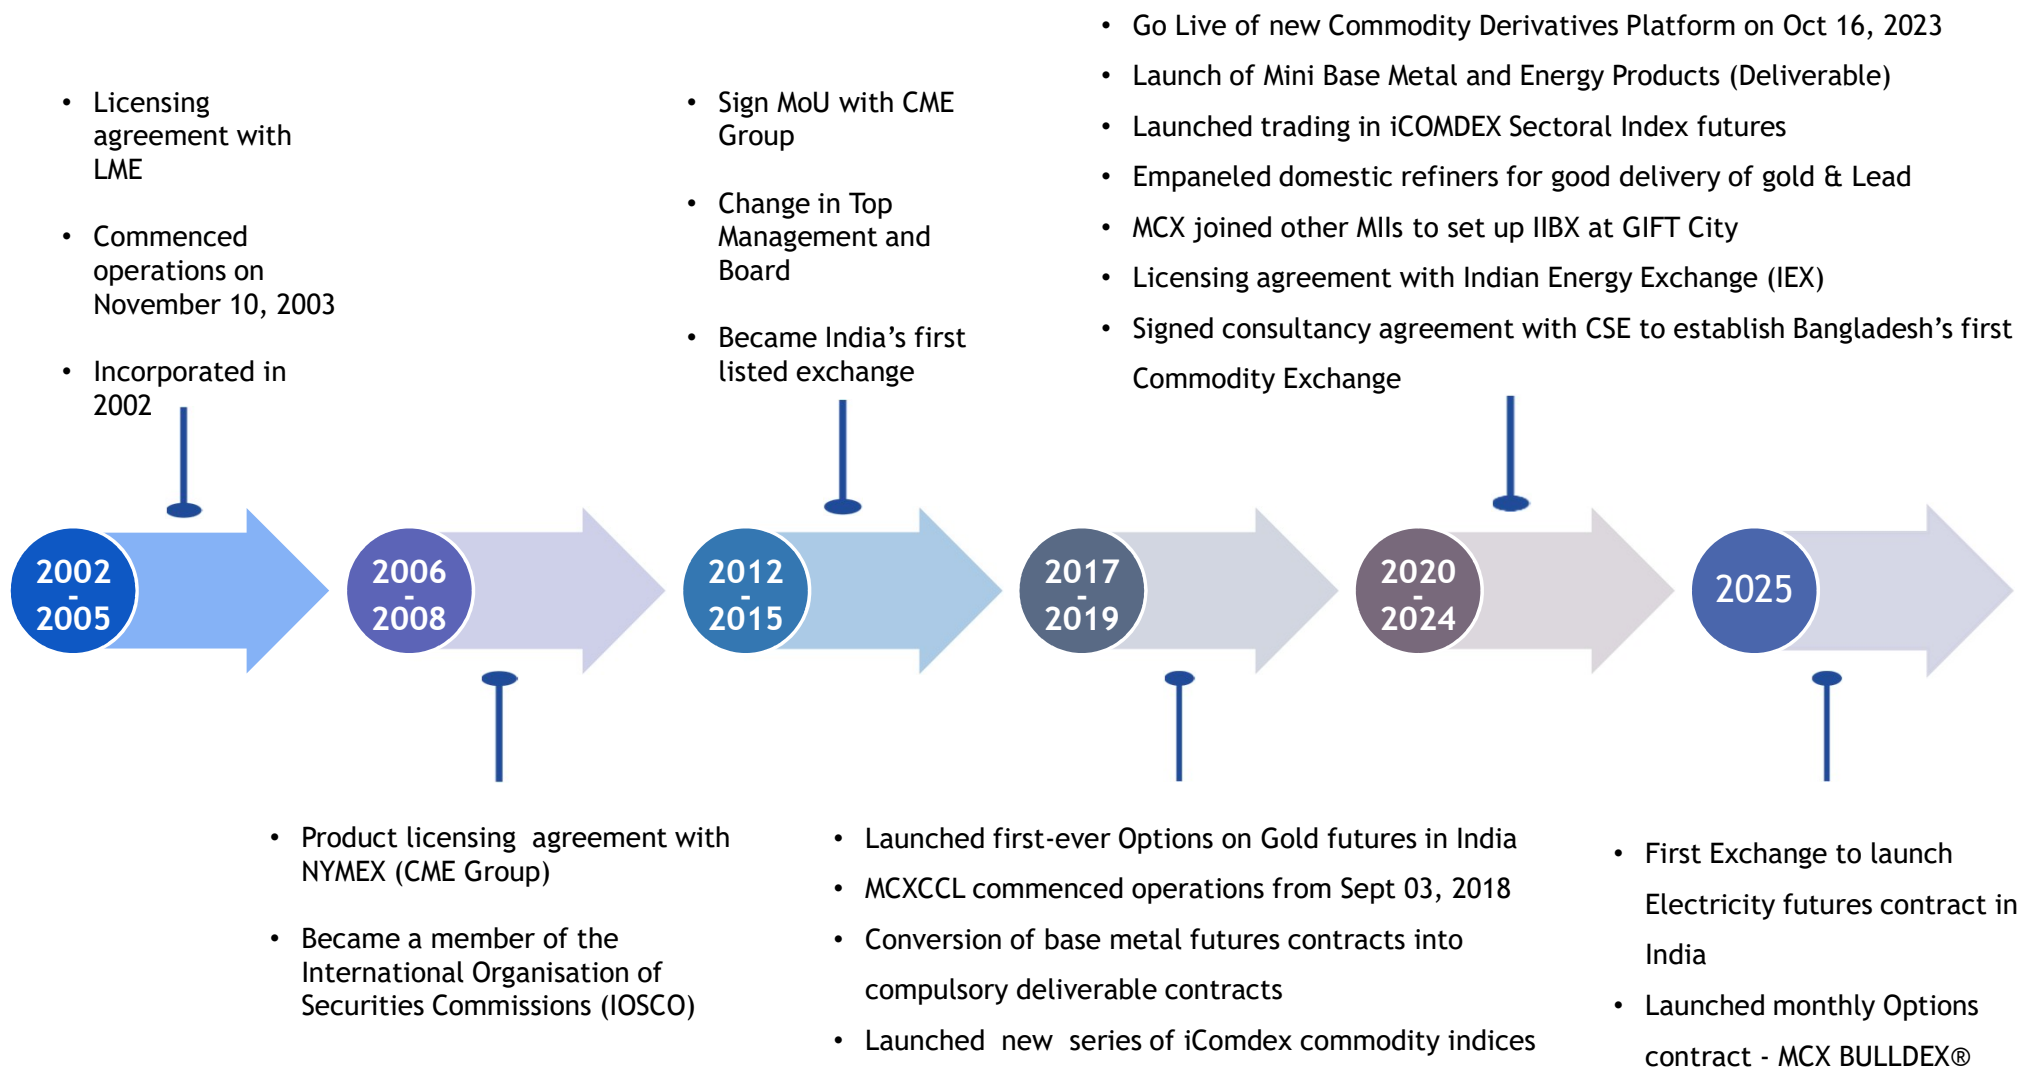 • Licensing
agreement with
LME
• Commenced
operations on
November 10, 2003
• Incorporated in
2002
• Sign MoU with CME
Group
• Change in Top
Management and
Board
• Became India’s first
listed exchange
• Go Live of new Commodity Derivatives Platform on Oct 16, 2023
• Launch of Mini Base Metal and Energy Products (Deliverable)
• Launched trading in iCOMDEX Sectoral Index futures
• Empaneled domestic refiners for good delivery of gold & Lead
• MCX joined other MIIs to set up IIBX at GIFT City
• Licensing agreement with Indian Energy Exchange (IEX)
• Signed consultancy agreement with CSE to establish Bangladesh’s first
Commodity Exchange
2002
-
2005
2006
-
2008
2012
-
2015
2017
-
2019
2020
-
2024
2025
• Product licensing agreement with
NYMEX (CME Group)
• Became a member of the
International Organisation of
Securities Commissions (IOSCO)
• Launched first-ever Options on Gold futures in India
• MCXCCL commenced operations from Sept 03, 2018
• Conversion of base metal futures contracts into
compulsory deliverable contracts
• Launched new series of iComdex commodity indices
• First Exchange to launch
Electricity futures contract in
India
• Launched monthly Options
contract - MCX BULLDEX®